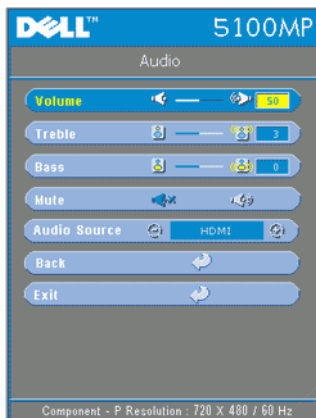 DELL™ 5100MP
Audio
Volume 50
Treble 3
Bass 0
Mute
Audio Source HDMI
Back
Exit
Component - P Resolution : 720 X 480 / 60 Hz